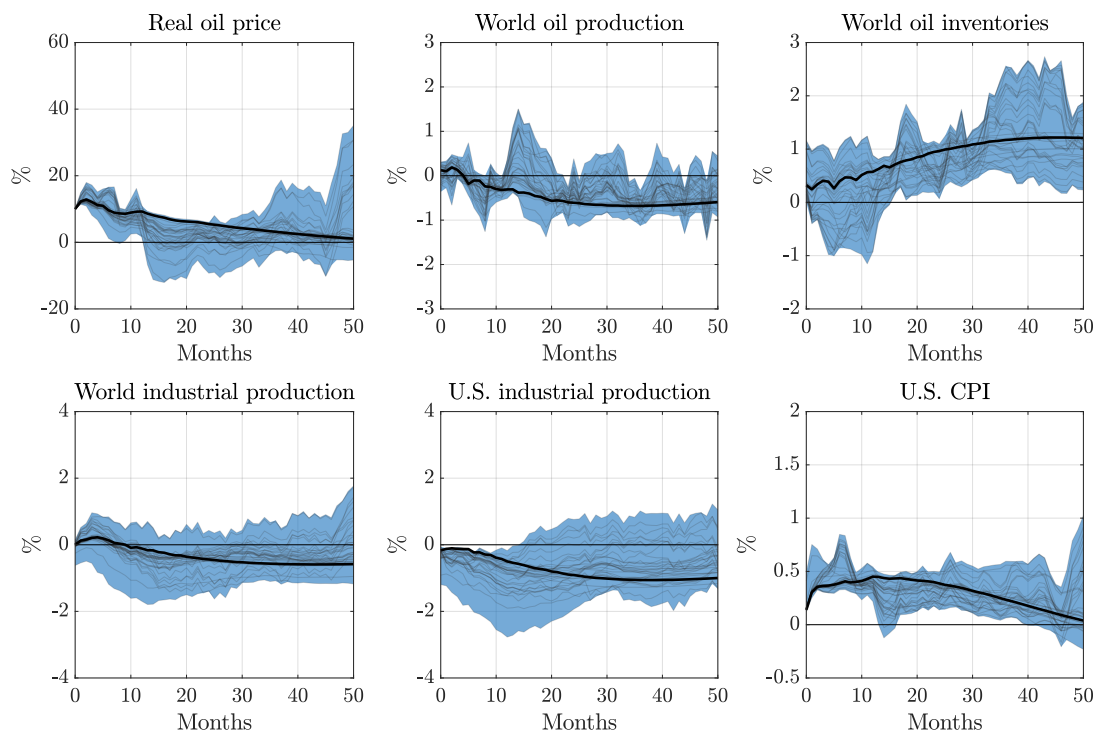 Real oil price
60
40
20
0
-20
%
0 10 20 30 40 50
Months
World oil production
3
2
1
0
-1
-2
-3
%
0 10 20 30 40 50
Months
World oil inventories
3
2
1
0
-1
-2
%
0 10 20 30 40 50
Months
World industrial production
4
2
0
-2
-4
%
0 10 20 30 40 50
Months
U.S. industrial production
4
2
0
-2
-4
%
0 10 20 30 40 50
Months
U.S. CPI
2
1.5
1
0.5
0
-0.5
%
0 10 20 30 40 50
Months